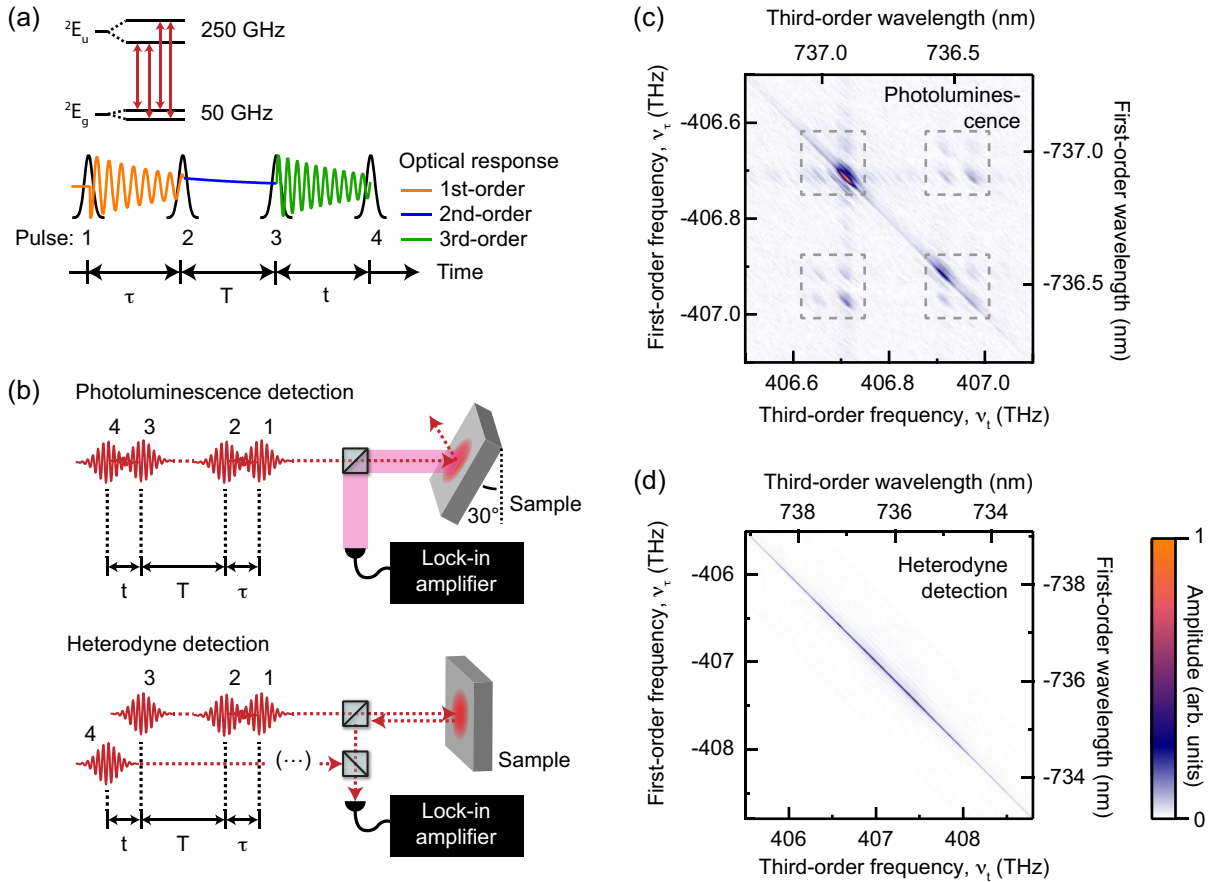 (a)
²Eᵤ
250 GHz
²E_g
50 GHz
Optical response
1st-order
2nd-order
3rd-order
Pulse: 1 2 3 4
Time
τ T t
(b)
Photoluminescence detection
4 3 2 1
30°
Sample
t T τ
Lock-in
amplifier
Heterodyne detection
3 2 1
4
(···)
Sample
t T τ
Lock-in
amplifier
(c)
Third-order wavelength (nm)
737.0 736.5
Photolumines-
cence
First-order frequency, ν_τ (THz)
-406.6
-406.8
-407.0
-737.0
-736.5
First-order wavelength (nm)
406.6 406.8 407.0
Third-order frequency, ν_t (THz)
(d)
Third-order wavelength (nm)
738 736 734
Heterodyne
detection
First-order frequency, ν_τ (THz)
-406
-407
-408
-738
-736
-734
First-order wavelength (nm)
406 407 408
Third-order frequency, ν_t (THz)
1
0
Amplitude (arb. units)